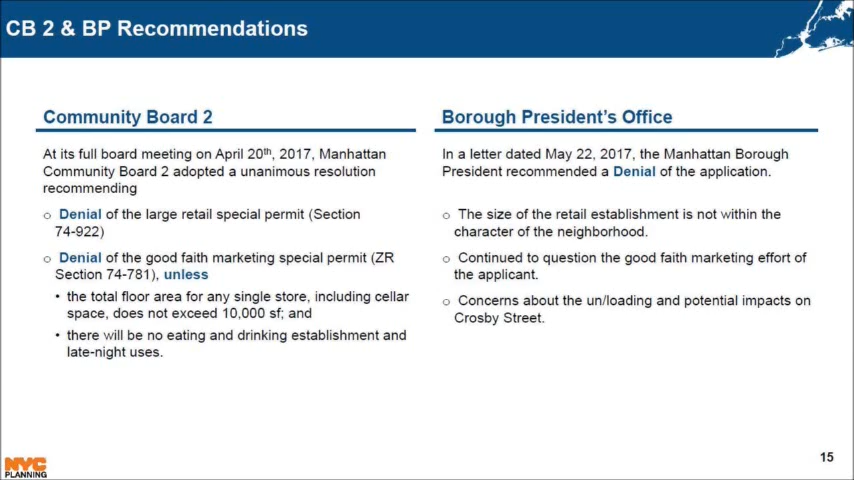 CB 2 & BP Recommendations
Community Board 2
At its full board meeting on April 20th, 2017, Manhattan
Community Board 2 adopted a unanimous resolution
recommending
o Denial of the large retail special permit (Section
74-922)
o Denial of the good faith marketing special permit (ZR
Section 74-781), unless
• the total floor area for any single store, including cellar
space, does not exceed 10,000 sf; and
• there will be no eating and drinking establishment and
late-night uses.
Borough President's Office
In a letter dated May 22, 2017, the Manhattan Borough
President recommended a Denial of the application.
o The size of the retail establishment is not within the
character of the neighborhood.
o Continued to question the good faith marketing effort of
the applicant.
o Concerns about the un/loading and potential impacts on
Crosby Street.
15
NYC
PLANNING